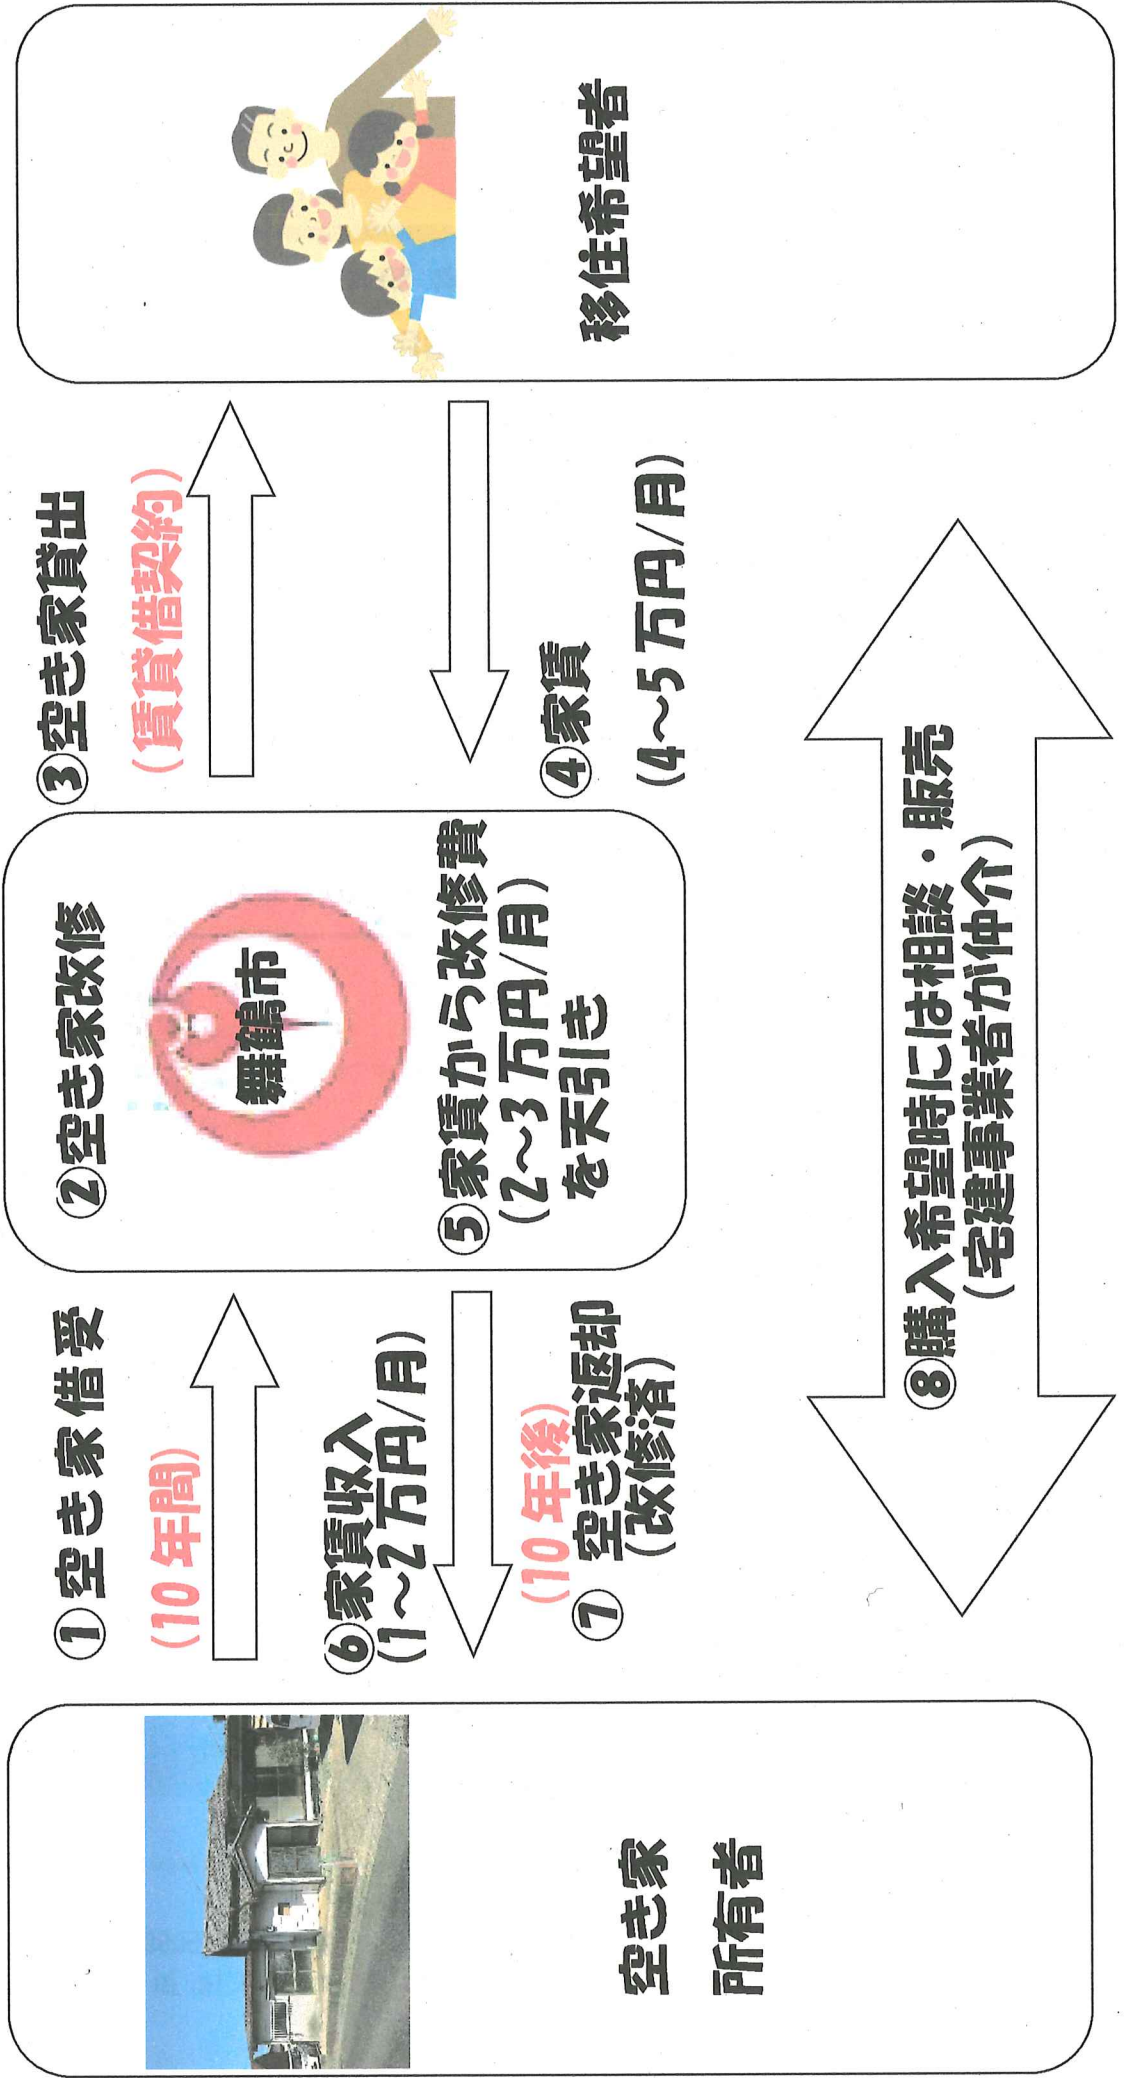 空き家
所有者
①空き家借受
(10年間)
⑥家賃収入
(1～2万円/月)
(10年後)
⑦空き家返却
(改修済)
②空き家改修
舞鶴市
⑤家賃から改修費
(2～3万円/月)
を天引き
③空き家貸出
(賃貸借契約)
④家賃
(4～5万円/月)
移住希望者
⑧購入希望時には相談・販売
(宅建事業者が仲介)